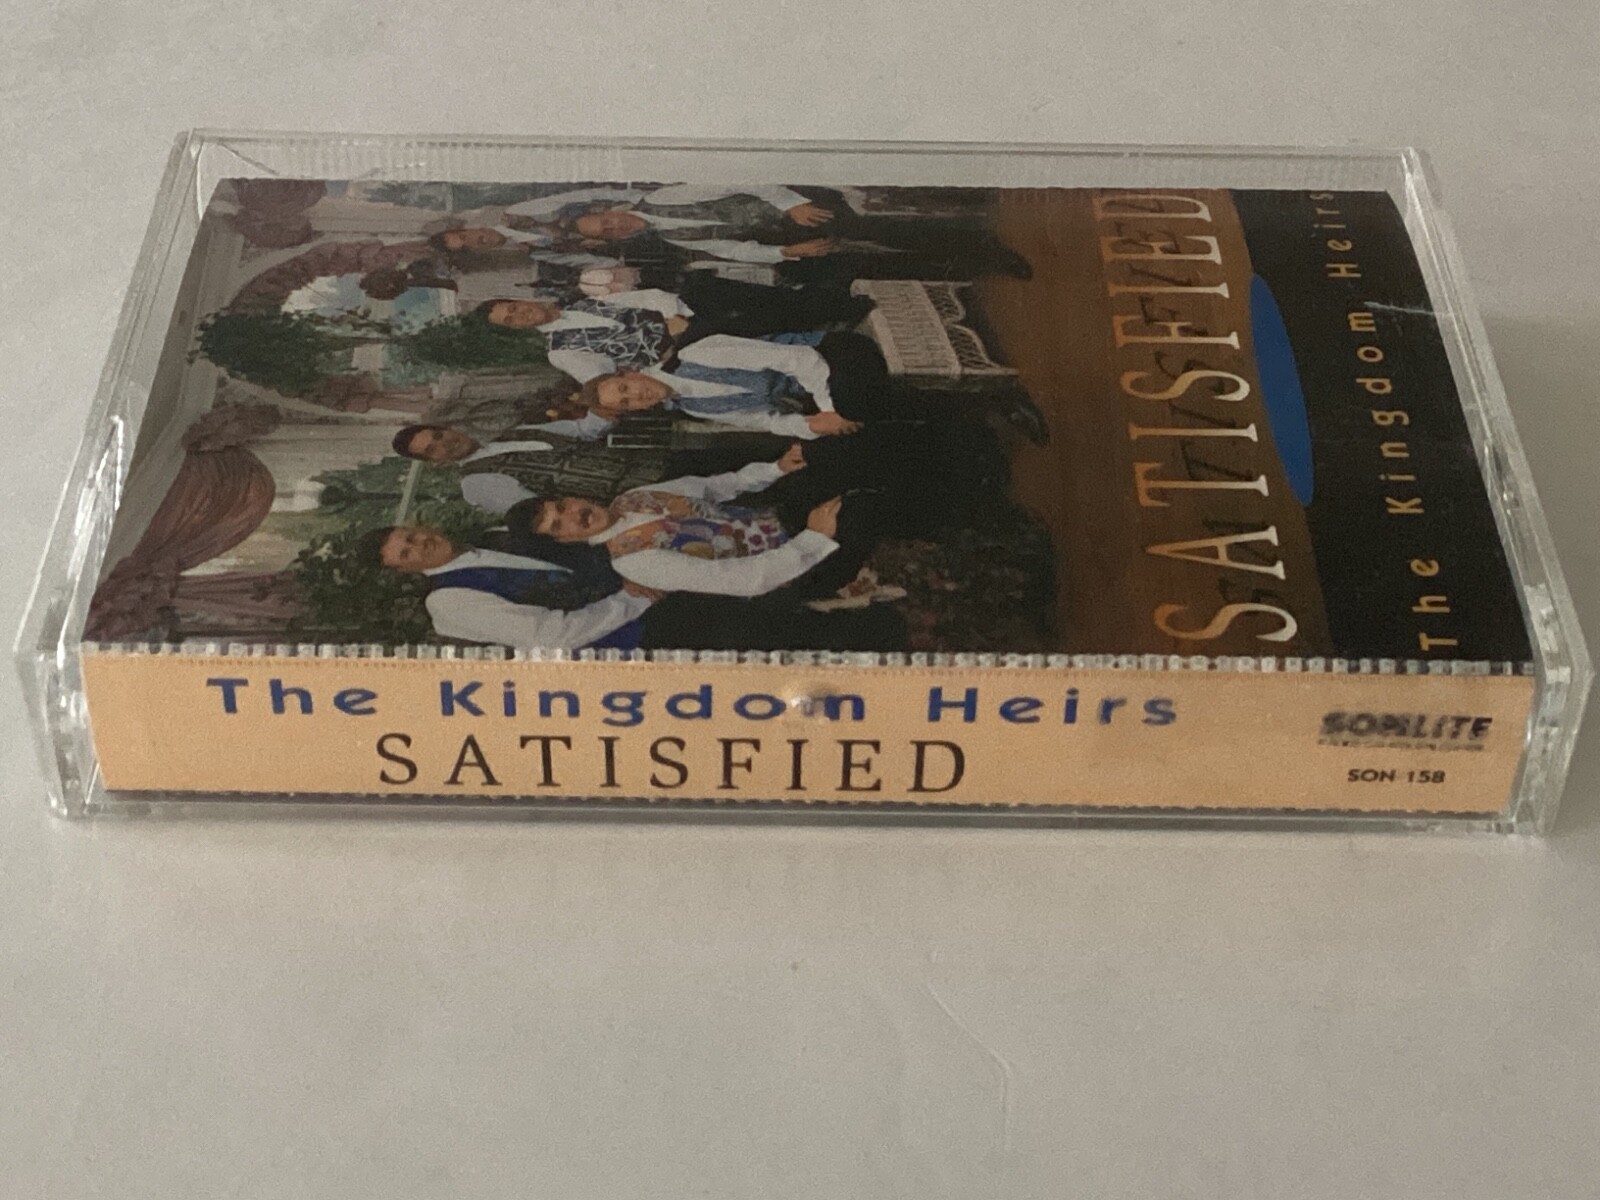 SATISFIED
The Kingdom Heirs
The Kingdom Heirs
SATISFIED
SONLITE
SON 158